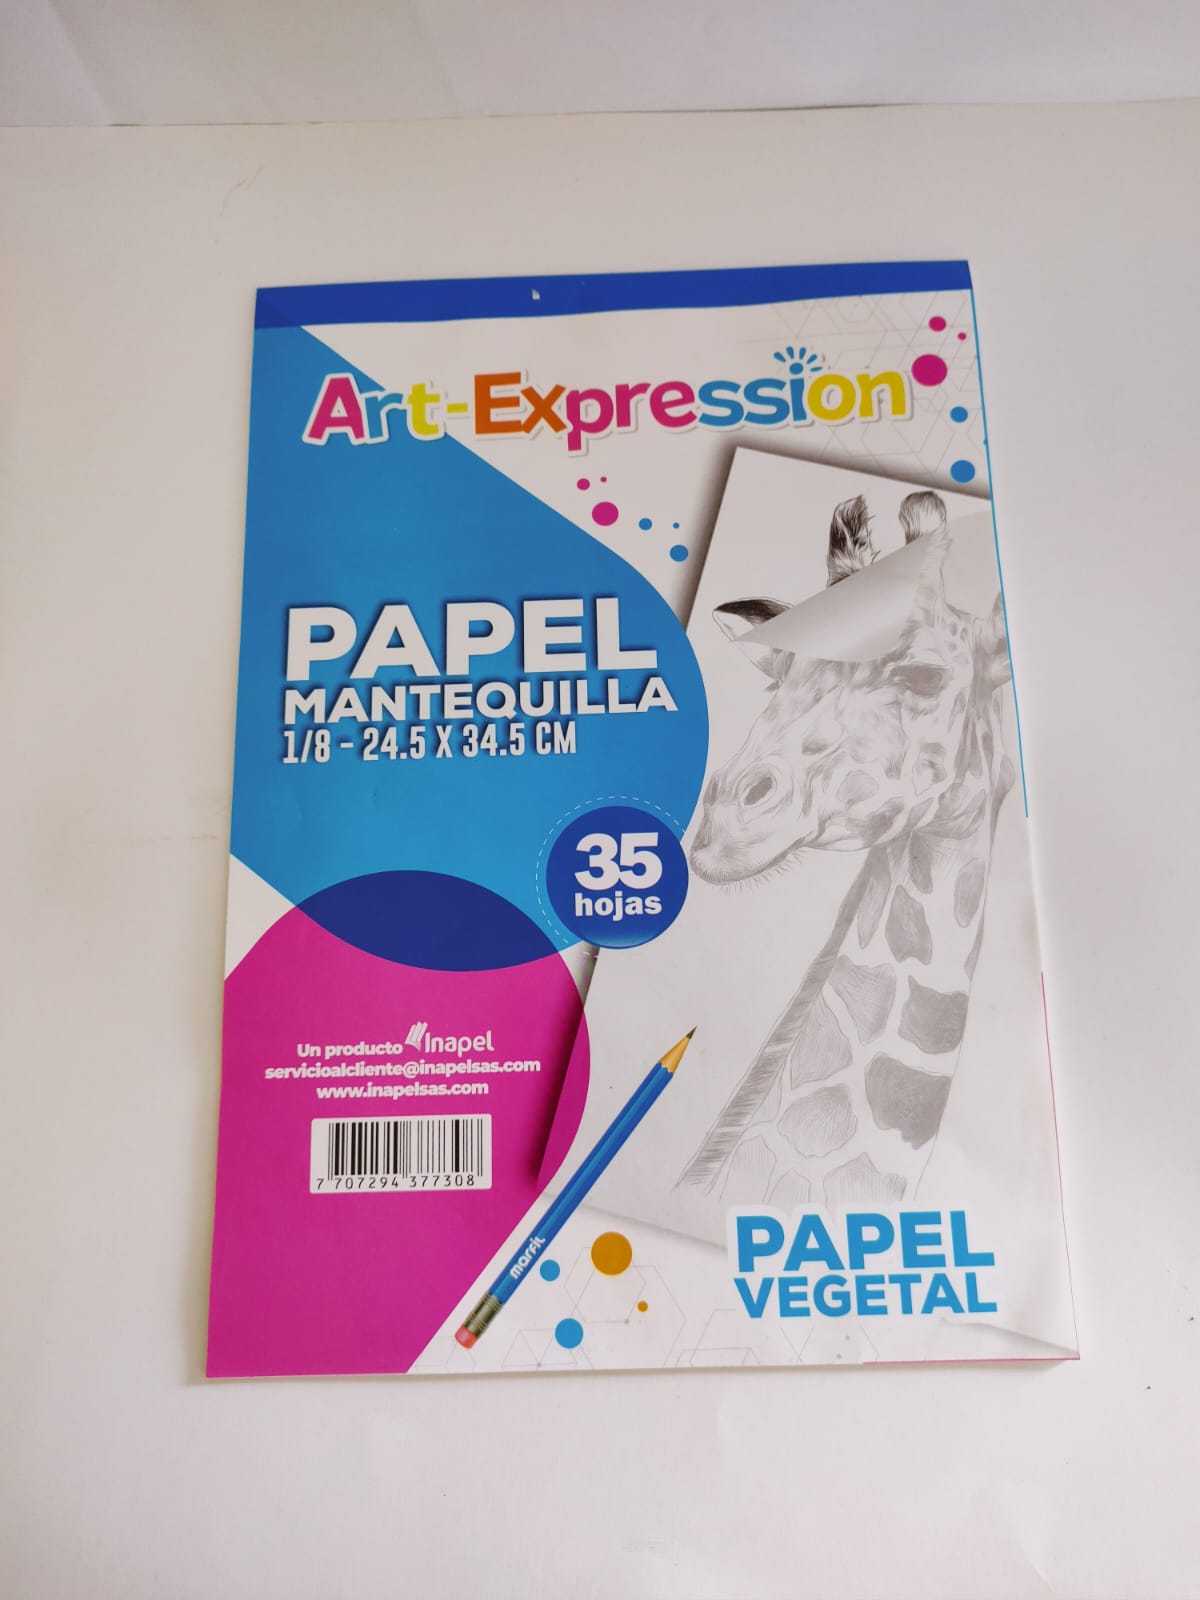 Art-Expression
PAPEL
MANTEQUILLA
1/8 - 24.5 X 34.5 CM
35
hojas
Un producto Inapel
servicioalcliente@inapelsas.com
www.inapelsas.com
7 707294 377308
marfil
PAPEL
VEGETAL